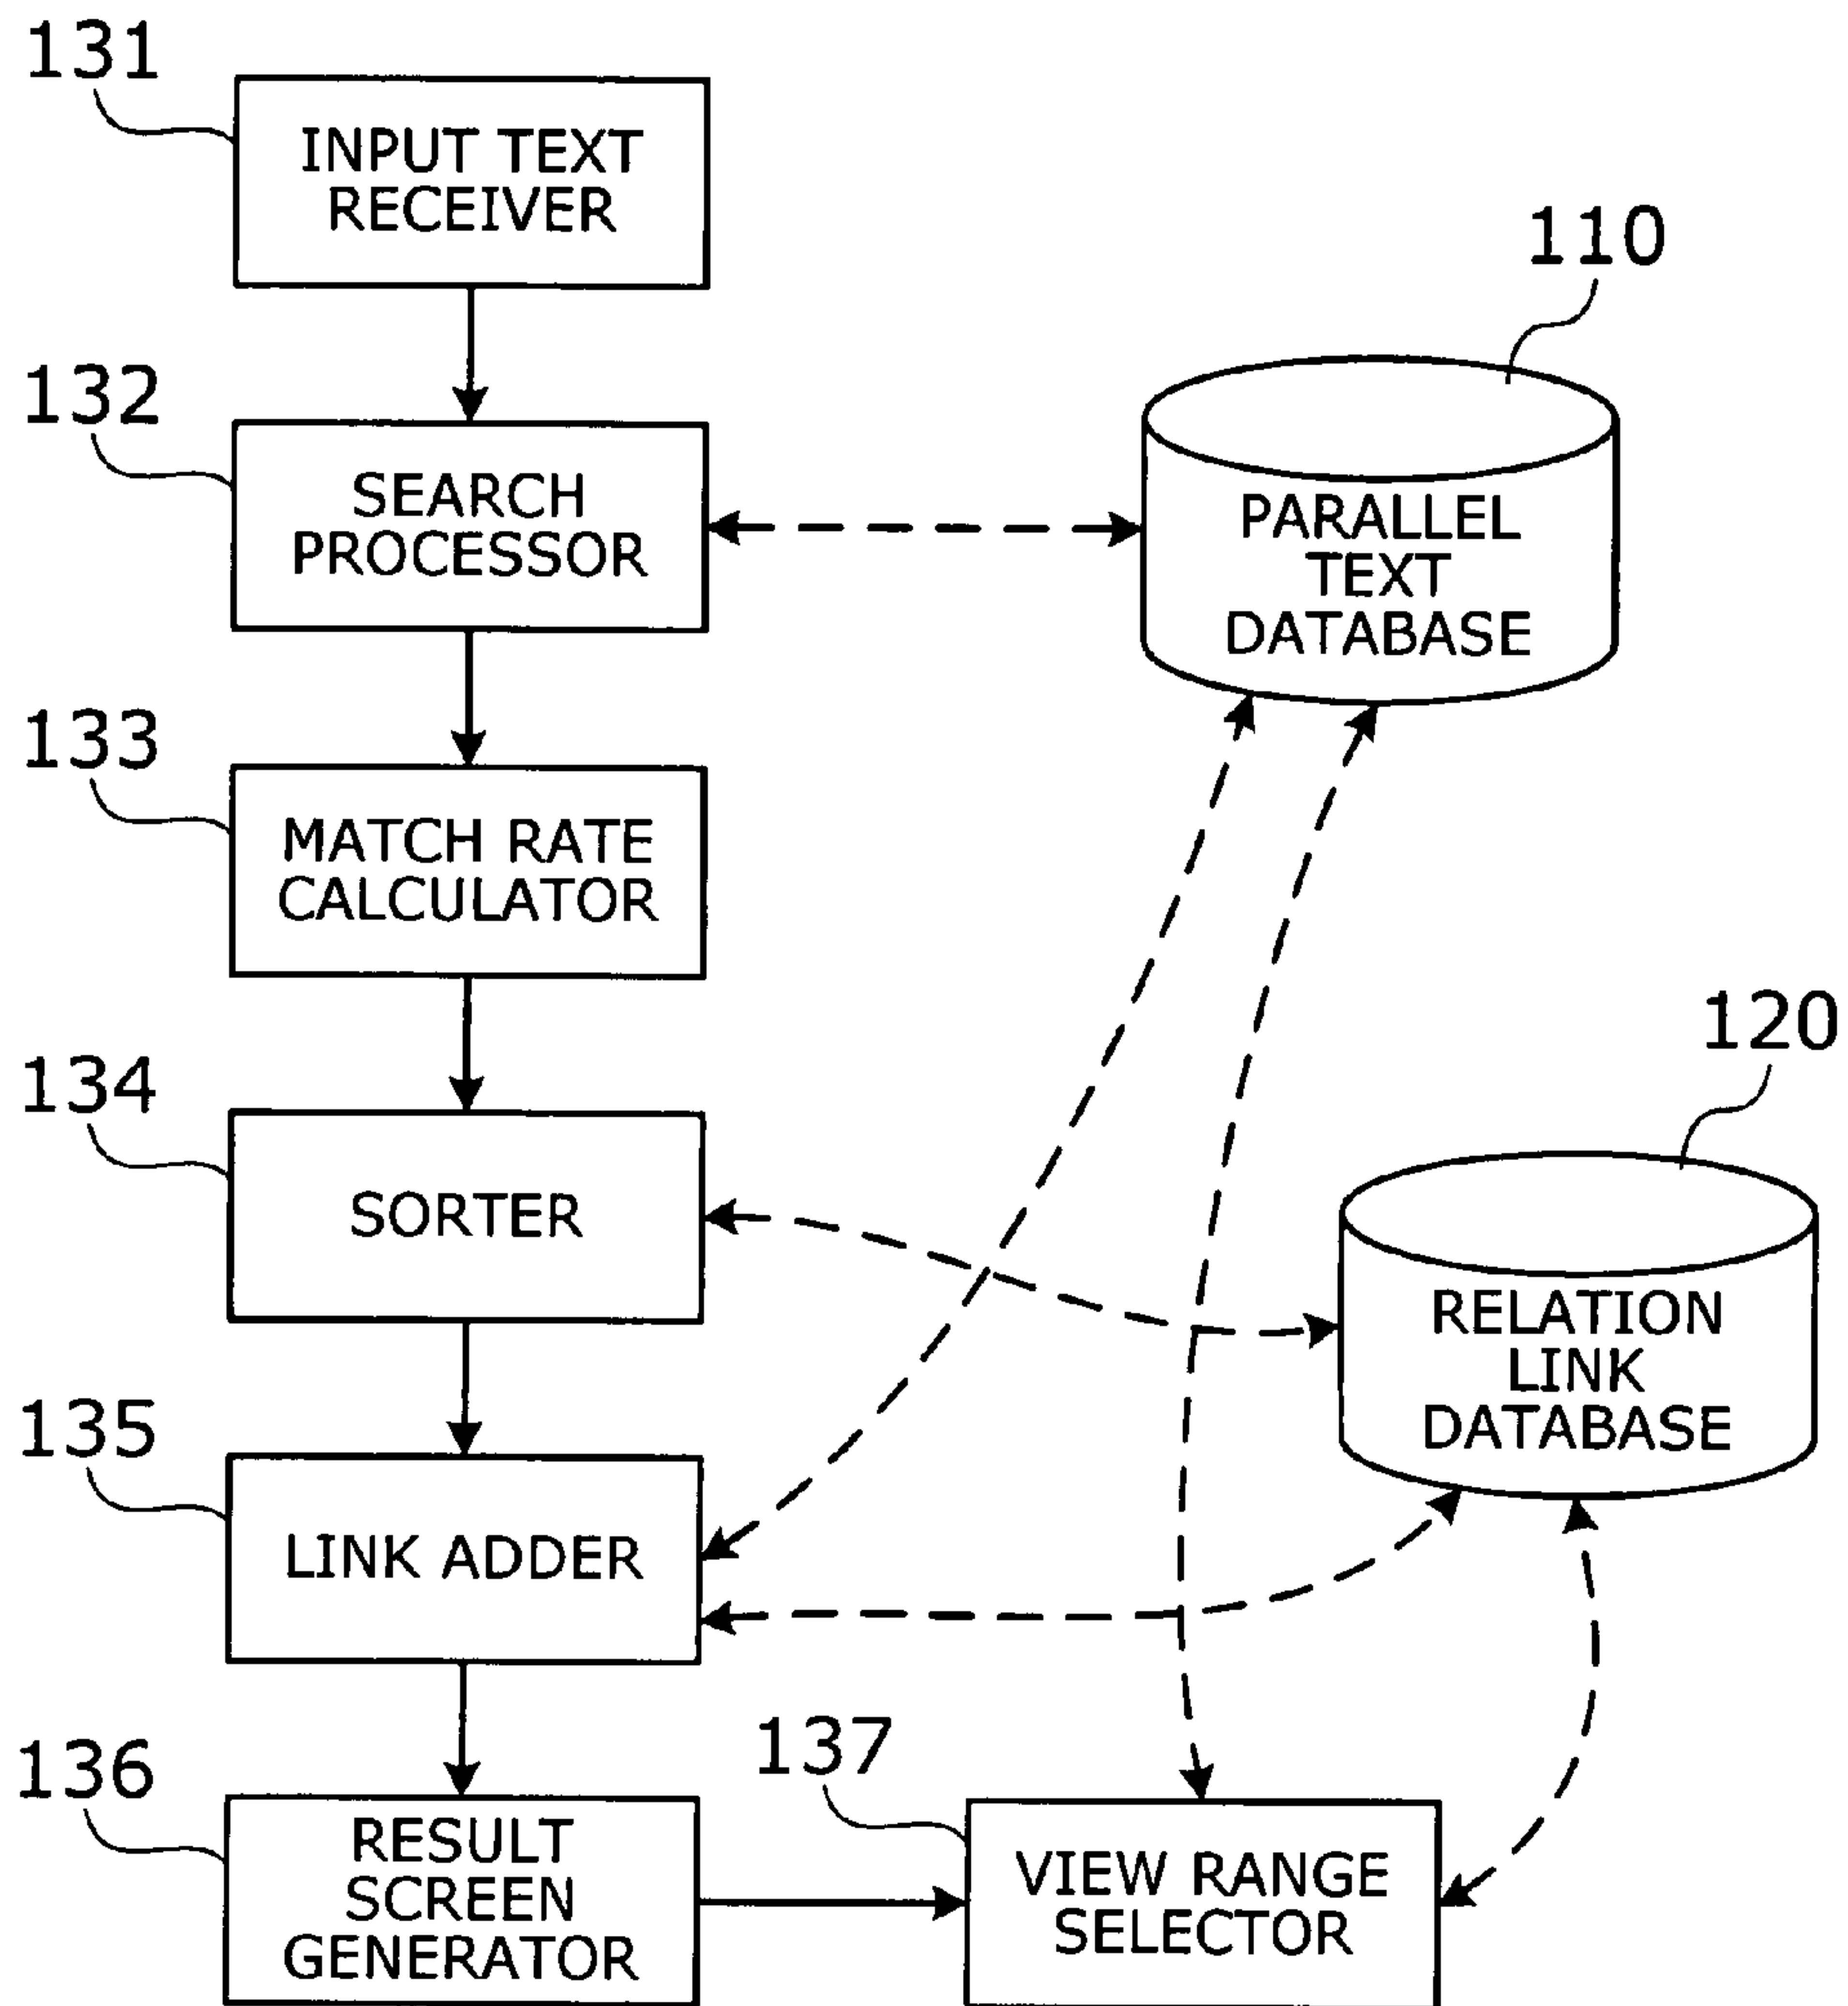 131
INPUT TEXT
RECEIVER
110
132
SEARCH
PROCESSOR
PARALLEL
TEXT
DATABASE
133
MATCH RATE
CALCULATOR
120
134
SORTER
RELATION
LINK
DATABASE
135
LINK ADDER
136
RESULT
SCREEN
GENERATOR
137
VIEW RANGE
SELECTOR